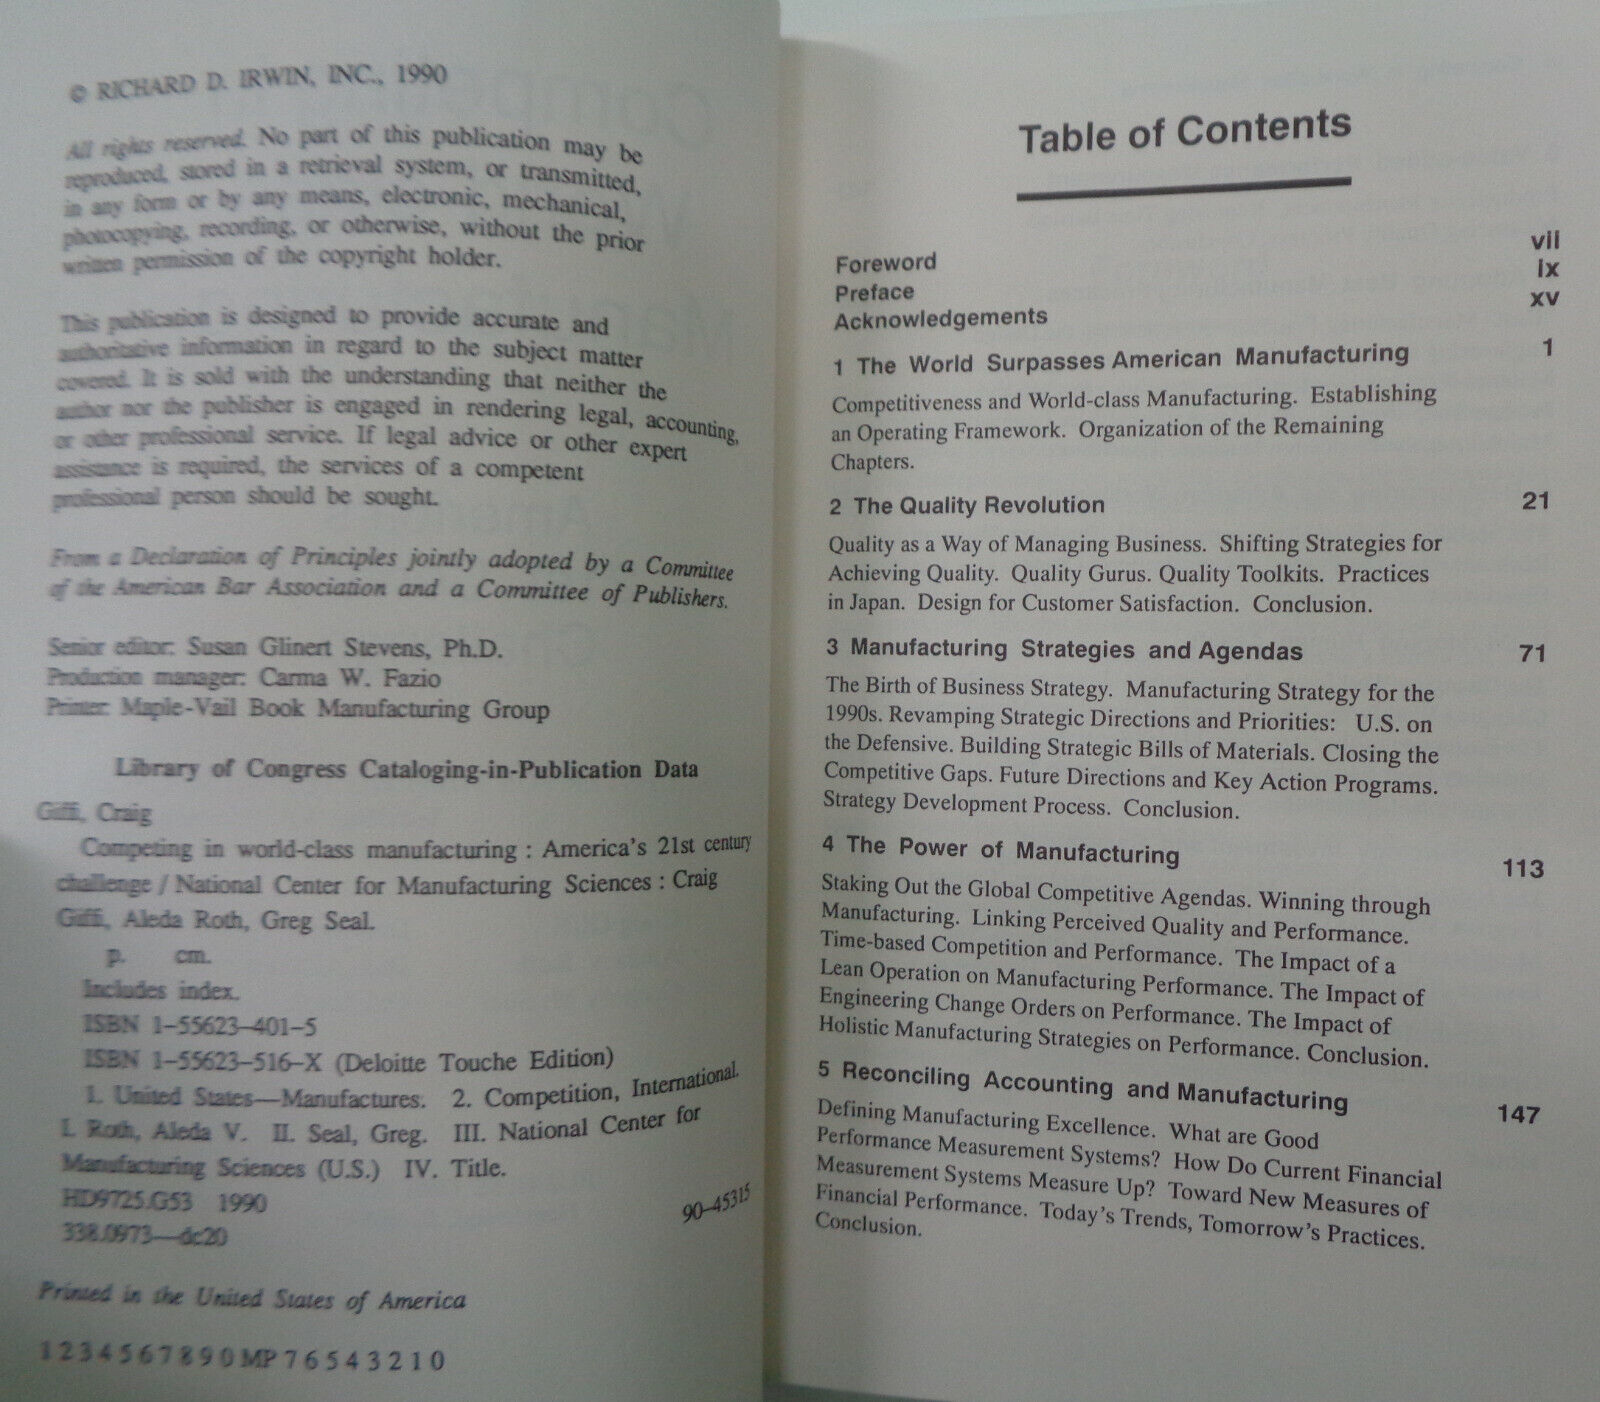 © RICHARD D. IRWIN, INC., 1990
All rights reserved. No part of this publication may be
reproduced, stored in a retrieval system, or transmitted,
in any form or by any means, electronic, mechanical,
photocopying, recording, or otherwise, without the prior
written permission of the copyright holder.
This publication is designed to provide accurate and
authoritative information in regard to the subject matter
covered. It is sold with the understanding that neither the
author nor the publisher is engaged in rendering legal, accounting,
or other professional service. If legal advice or other expert
assistance is required, the services of a competent
professional person should be sought.
From a Declaration of Principles jointly adopted by a Committee
of the American Bar Association and a Committee of Publishers.
Senior editor: Susan Glinert Stevens, Ph.D.
Production manager: Carma W. Fazio
Printer: Maple-Vail Book Manufacturing Group
Library of Congress Cataloging-in-Publication Data
Giffi, Craig
Competing in world-class manufacturing : America's 21st century
challenge / National Center for Manufacturing Sciences : Craig
Giffi, Aleda Roth, Greg Seal.
p. cm.
Includes index.
ISBN 1-55623-401-5
ISBN 1-55623-516-X (Deloitte Touche Edition)
1. United States—Manufactures. 2. Competition, International.
I. Roth, Aleda V. II. Seal, Greg. III. National Center for
Manufacturing Sciences (U.S.) IV. Title.
HD9725.G53 1990
338.0973—dc20 90-45315
Printed in the United States of America
1 2 3 4 5 6 7 8 9 0 MP 7 6 5 4 3 2 1 0
Table of Contents
Foreword vii
Preface ix
Acknowledgements xv
1 The World Surpasses American Manufacturing 1
Competitiveness and World-class Manufacturing. Establishing
an Operating Framework. Organization of the Remaining
Chapters.
2 The Quality Revolution 21
Quality as a Way of Managing Business. Shifting Strategies for
Achieving Quality. Quality Gurus. Quality Toolkits. Practices
in Japan. Design for Customer Satisfaction. Conclusion.
3 Manufacturing Strategies and Agendas 71
The Birth of Business Strategy. Manufacturing Strategy for the
1990s. Revamping Strategic Directions and Priorities: U.S. on
the Defensive. Building Strategic Bills of Materials. Closing the
Competitive Gaps. Future Directions and Key Action Programs.
Strategy Development Process. Conclusion.
4 The Power of Manufacturing 113
Staking Out the Global Competitive Agendas. Winning through
Manufacturing. Linking Perceived Quality and Performance.
Time-based Competition and Performance. The Impact of a
Lean Operation on Manufacturing Performance. The Impact of
Engineering Change Orders on Performance. The Impact of
Holistic Manufacturing Strategies on Performance. Conclusion.
5 Reconciling Accounting and Manufacturing 147
Defining Manufacturing Excellence. What are Good
Performance Measurement Systems? How Do Current Financial
Measurement Systems Measure Up? Toward New Measures of
Financial Performance. Today's Trends, Tomorrow's Practices.
Conclusion.